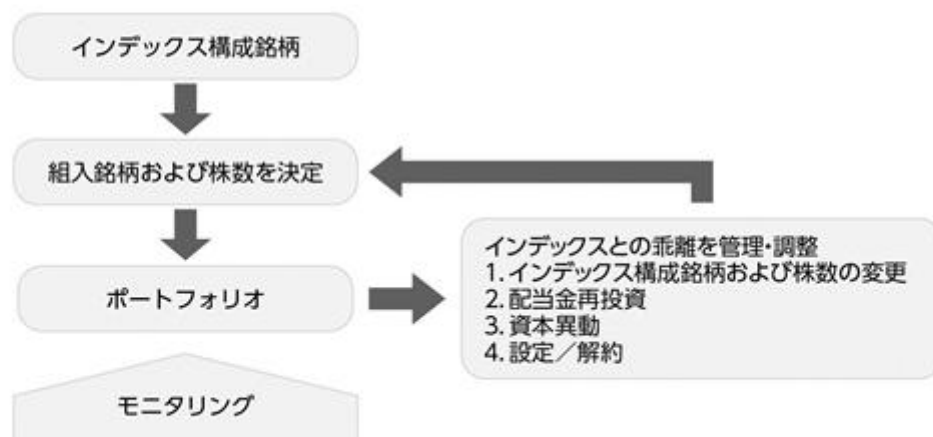 インデックス構成銘柄
組入銘柄および株数を決定
ポートフォリオ
インデックスとの乖離を管理・調整
1. インデックス構成銘柄および株数の変更
2. 配当金再投資
3. 資本異動
4. 設定／解約
モニタリング